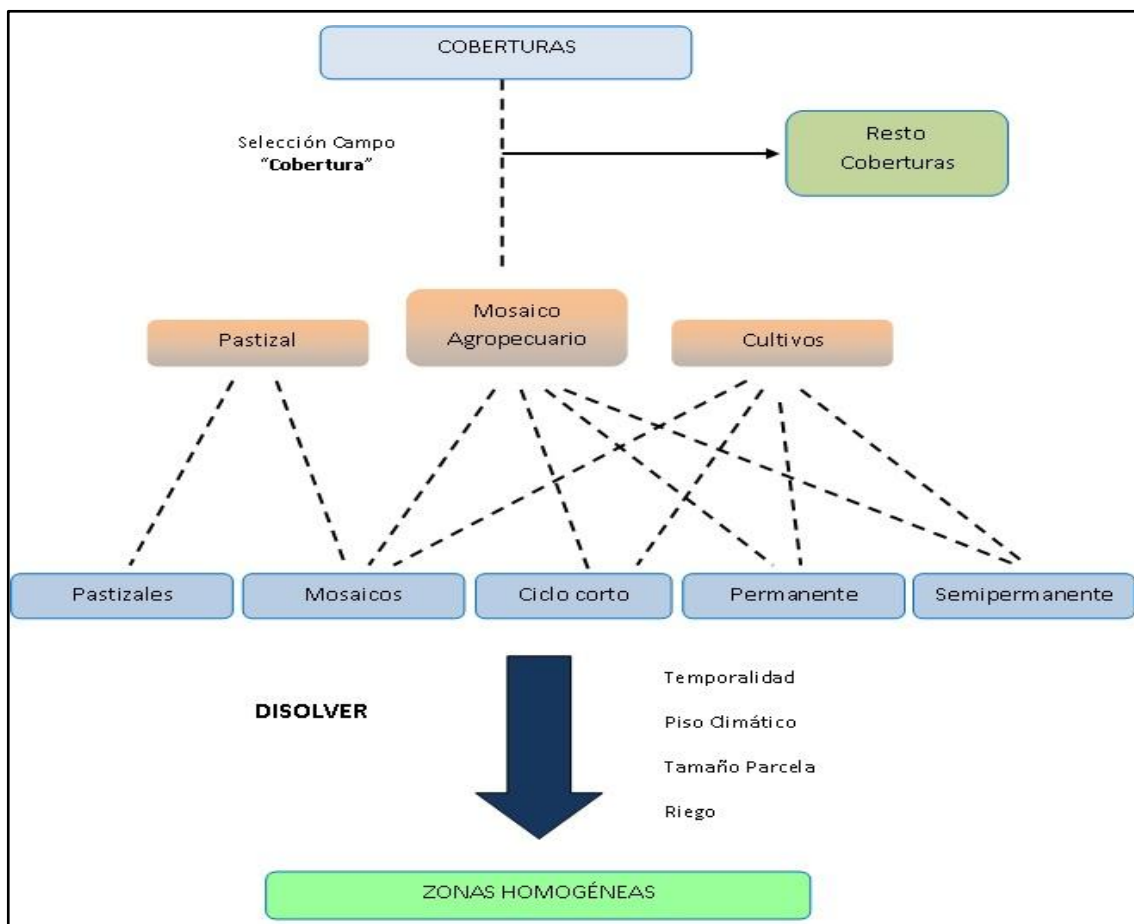 COBERTURAS
Selección Campo
“Cobertura”
Resto
Coberturas
Pastizal
Mosaico
Agropecuario
Cultivos
Pastizales
Mosaicos
Ciclo corto
Permanente
Semipermanente
DISOLVER
Temporalidad
Piso Climático
Tamaño Parcela
Riego
ZONAS HOMOGÉNEAS